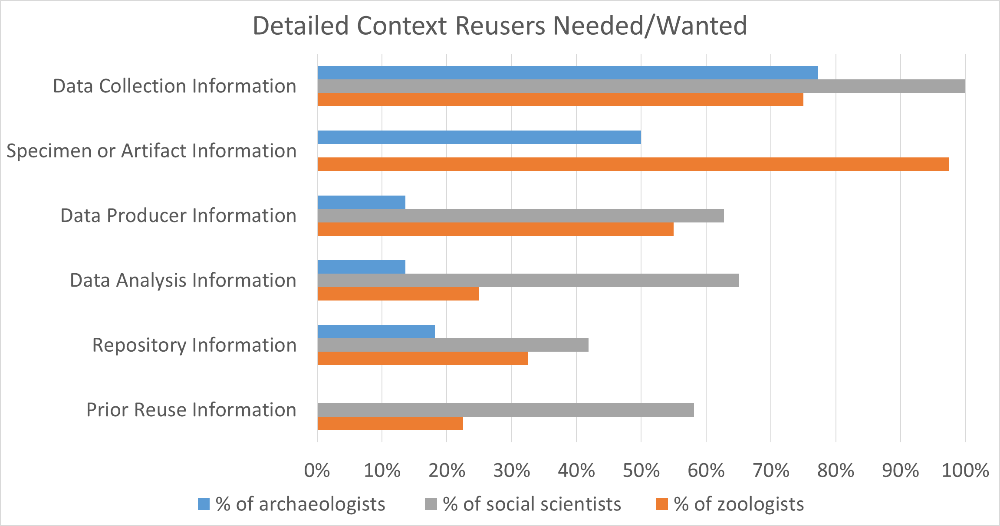 Detailed Context Reusers Needed/Wanted
Data Collection Information
Specimen or Artifact Information
Data Producer Information
Data Analysis Information
Repository Information
Prior Reuse Information
0% 10% 20% 30% 40% 50% 60% 70% 80% 90% 100%
% of archaeologists % of social scientists % of zoologists